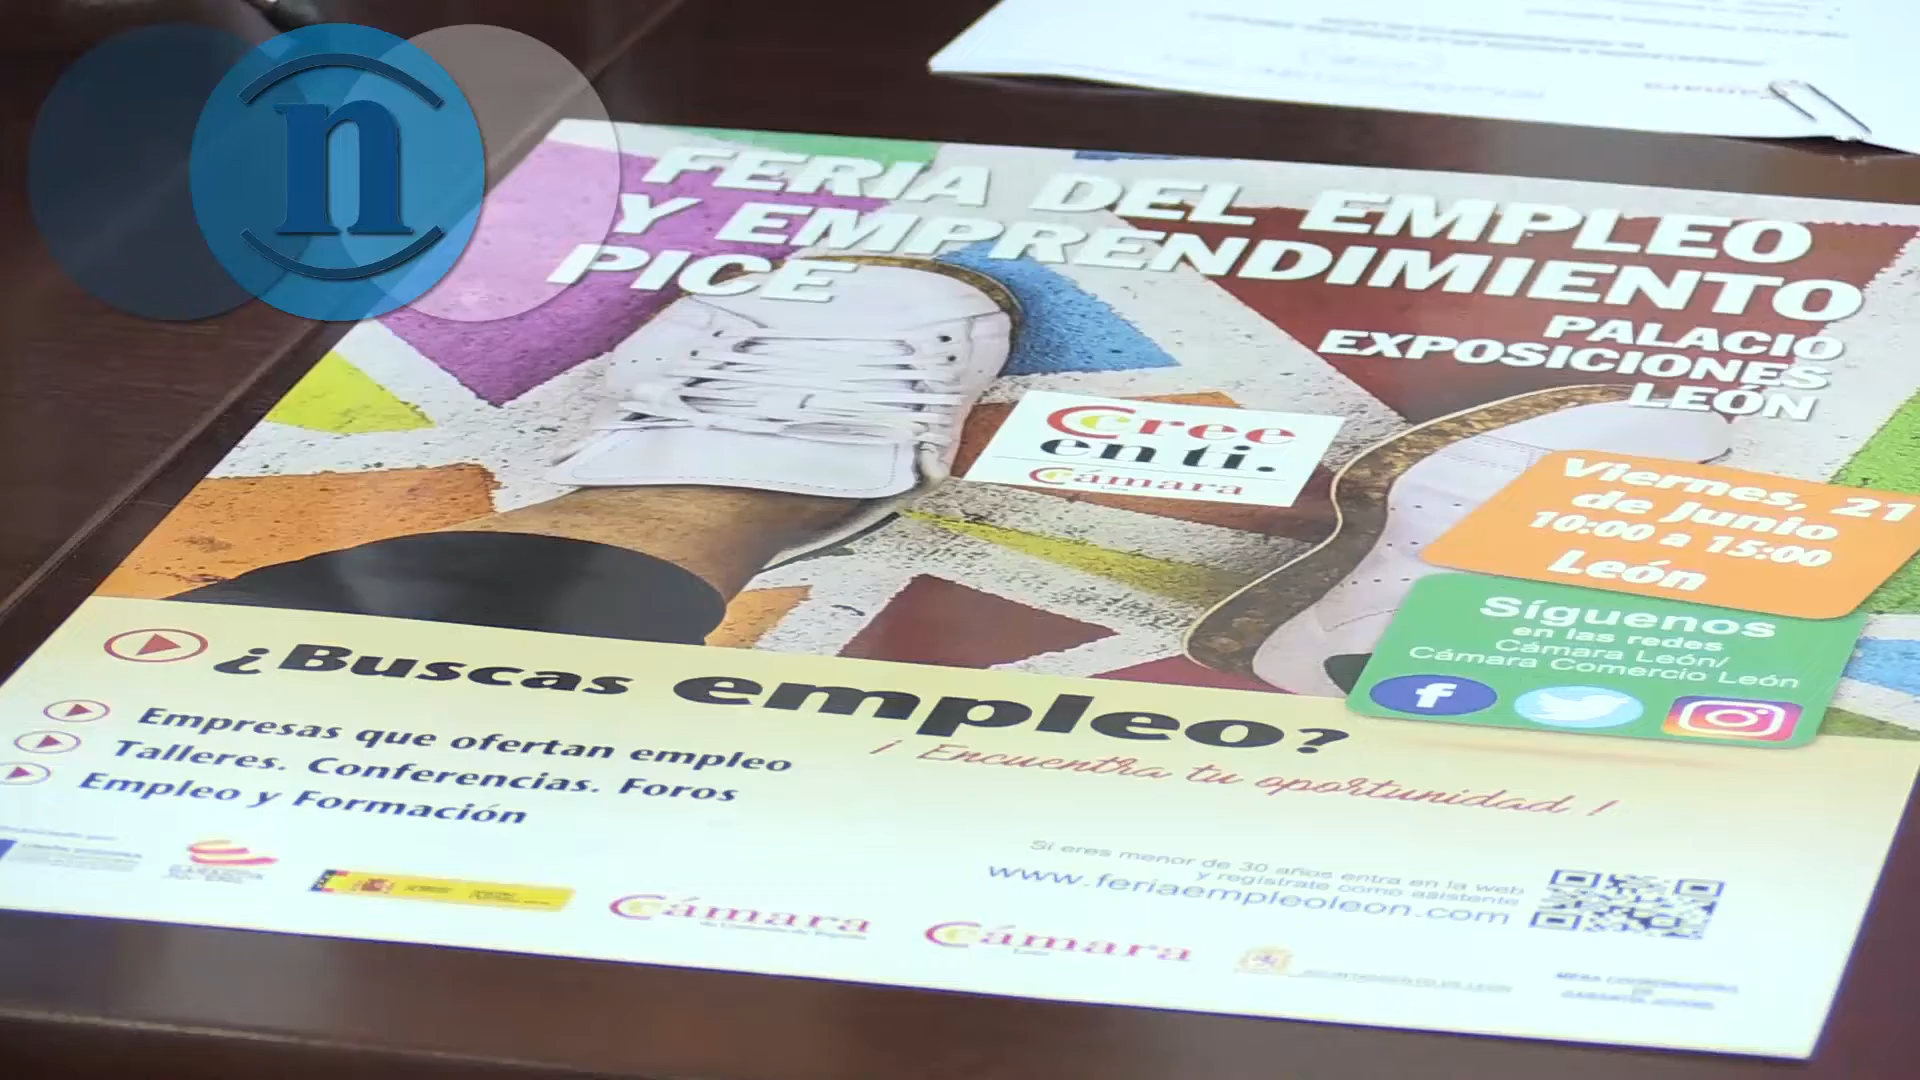 n
FERIA DEL EMPLEO
Y EMPRENDIMIENTO
PICE
PALACIO
EXPOSICIONES
LEÓN
Cree
en ti.
Cámara
Viernes, 21
de Junio
10:00 a 15:00
León
Síguenos
en las redes
Cámara León/
Cámara Comercio León
¿Buscas empleo?
¡ Encuentra tu oportunidad !
Empresas que ofertan empleo
Talleres. Conferencias. Foros
Empleo y Formación
Si eres menor de 30 años entra en la web
y regístrate como asistente
www.feriaempleoleon.com
Cámara
Cámara
AYUNTAMIENTO DE LEÓN